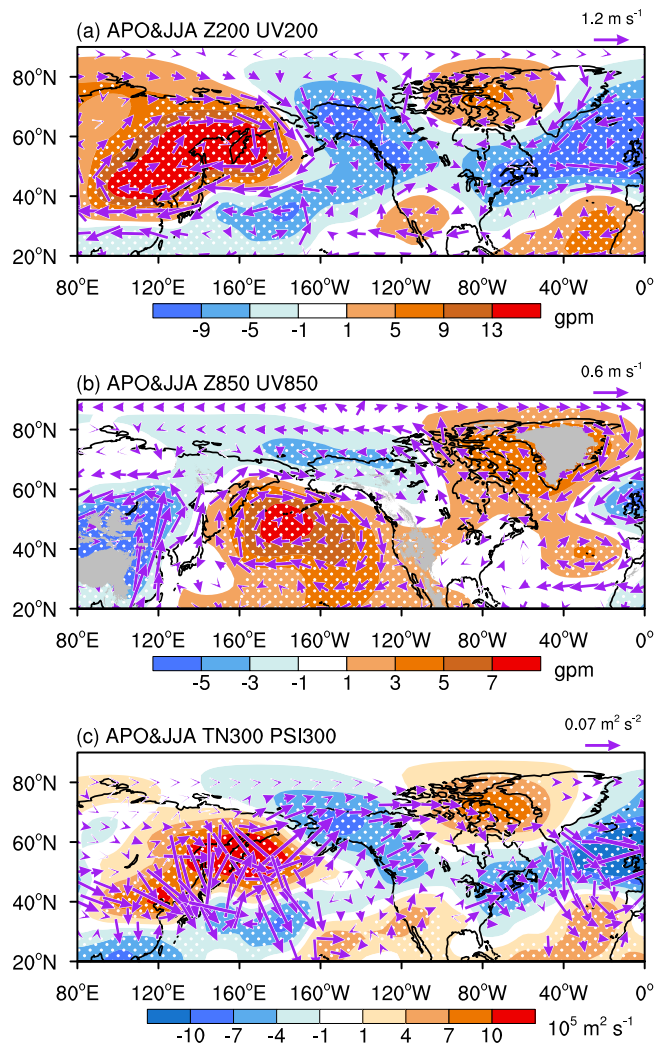 (a) APO&JJA Z200 UV200
1.2 m s⁻¹
80°N
60°N
40°N
20°N
80°E 120°E 160°E 160°W 120°W 80°W 40°W 0°
-9 -5 -1 1 5 9 13 gpm
(b) APO&JJA Z850 UV850
0.6 m s⁻¹
80°N
60°N
40°N
20°N
80°E 120°E 160°E 160°W 120°W 80°W 40°W 0°
-5 -3 -1 1 3 5 7 gpm
(c) APO&JJA TN300 PSI300
0.07 m² s⁻²
80°N
60°N
40°N
20°N
80°E 120°E 160°E 160°W 120°W 80°W 40°W 0°
-10 -7 -4 -1 1 4 7 10 10⁵ m² s⁻¹